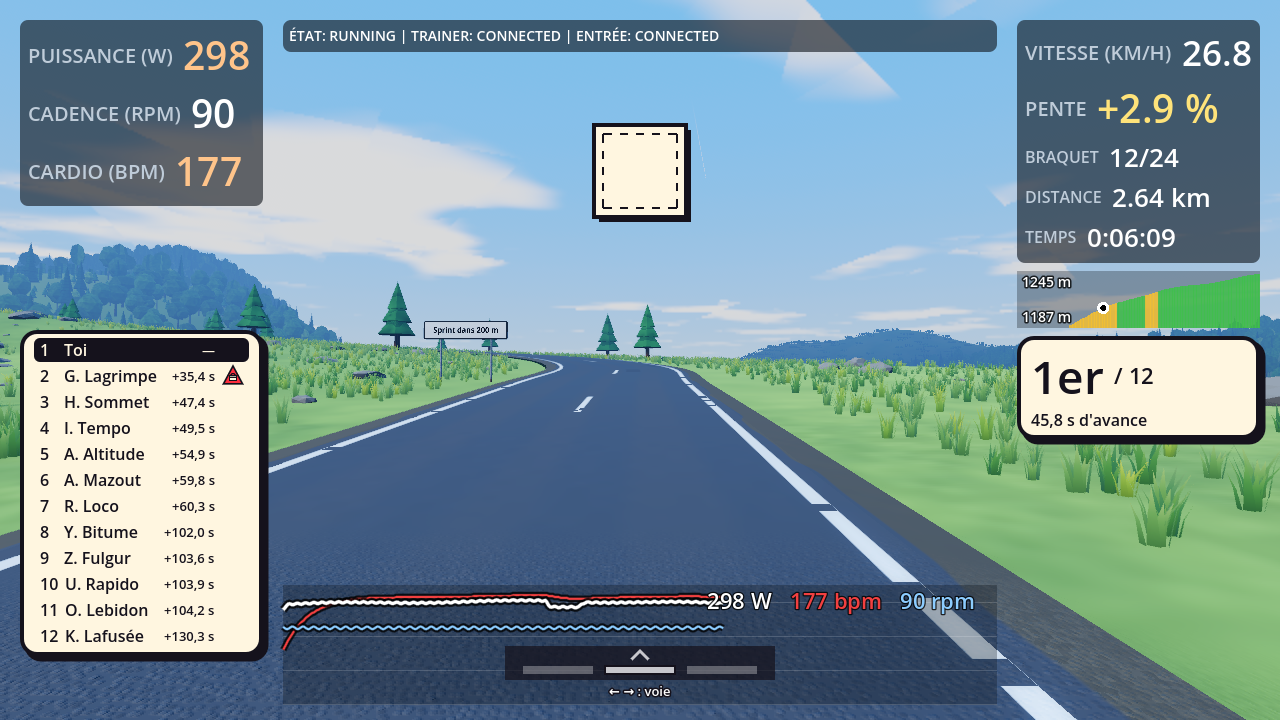 PUISSANCE (W) 298
CADENCE (RPM) 90
CARDIO (BPM) 177
ÉTAT: RUNNING | TRAINER: CONNECTED | ENTRÉE: CONNECTED
VITESSE (KM/H) 26.8
PENTE +2.9 %
BRAQUET 12/24
DISTANCE 2.64 km
TEMPS 0:06:09
1245 m
1187 m
1er / 12
45,8 s d'avance
Sprint dans 200 m
1 Toi —
2 G. Lagrimpe +35,4 s
3 H. Sommet +47,4 s
4 I. Tempo +49,5 s
5 A. Altitude +54,9 s
6 A. Mazout +59,8 s
7 R. Loco +60,3 s
8 Y. Bitume +102,0 s
9 Z. Fulgur +103,6 s
10 U. Rapido +103,9 s
11 O. Lebidon +104,2 s
12 K. Lafusée +130,3 s
298 W 177 bpm 90 rpm
← → : voie